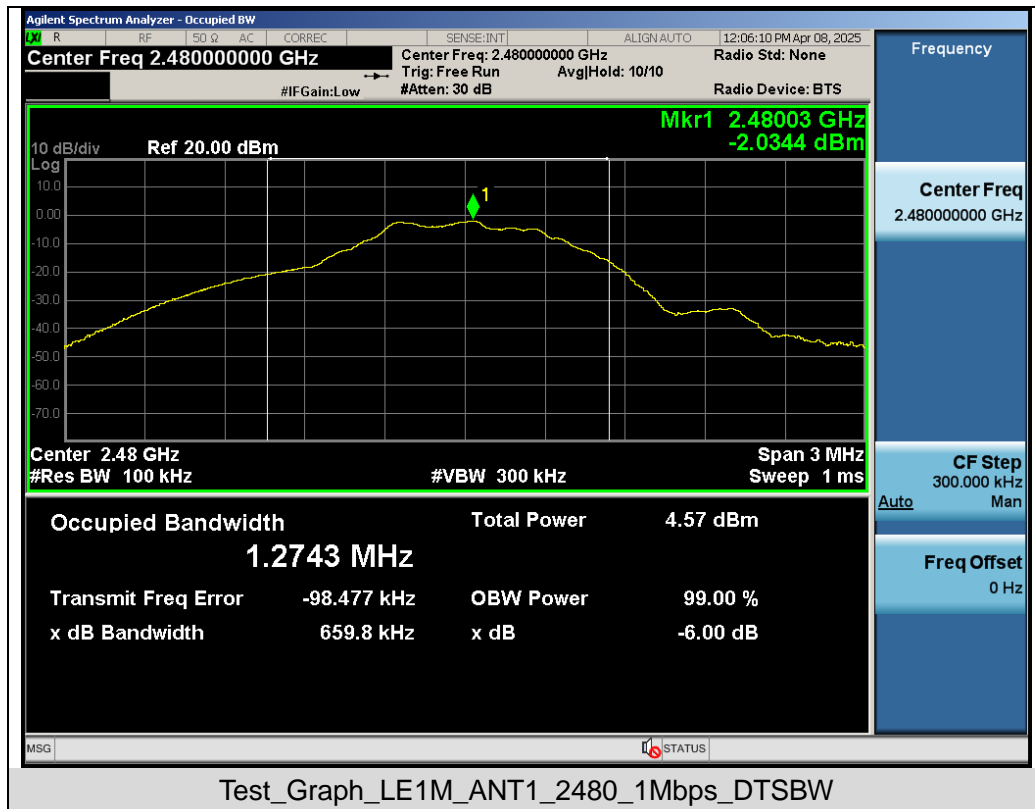 Agilent Spectrum Analyzer - Occupied BW
LXI R RF 50 Ω AC CORREC SENSE:INT ALIGN AUTO 12:06:10 PM Apr 08, 2025
Center Freq 2.480000000 GHz
Center Freq: 2.480000000 GHz Radio Std: None
Trig: Free Run Avg|Hold: 10/10
#IFGain:Low #Atten: 30 dB Radio Device: BTS
Mkr1 2.48003 GHz
-2.0344 dBm
10 dB/div Ref 20.00 dBm
Log
10.0
0.00
-10.0
-20.0
-30.0
-40.0
-50.0
-60.0
-70.0
1
Center 2.48 GHz Span 3 MHz
#Res BW 100 kHz #VBW 300 kHz Sweep 1 ms
Occupied Bandwidth Total Power 4.57 dBm
1.2743 MHz
Transmit Freq Error -98.477 kHz OBW Power 99.00 %
x dB Bandwidth 659.8 kHz x dB -6.00 dB
MSG STATUS
Frequency
Center Freq
2.480000000 GHz
CF Step
300.000 kHz
Auto Man
Freq Offset
0 Hz
Test_Graph_LE1M_ANT1_2480_1Mbps_DTSBW